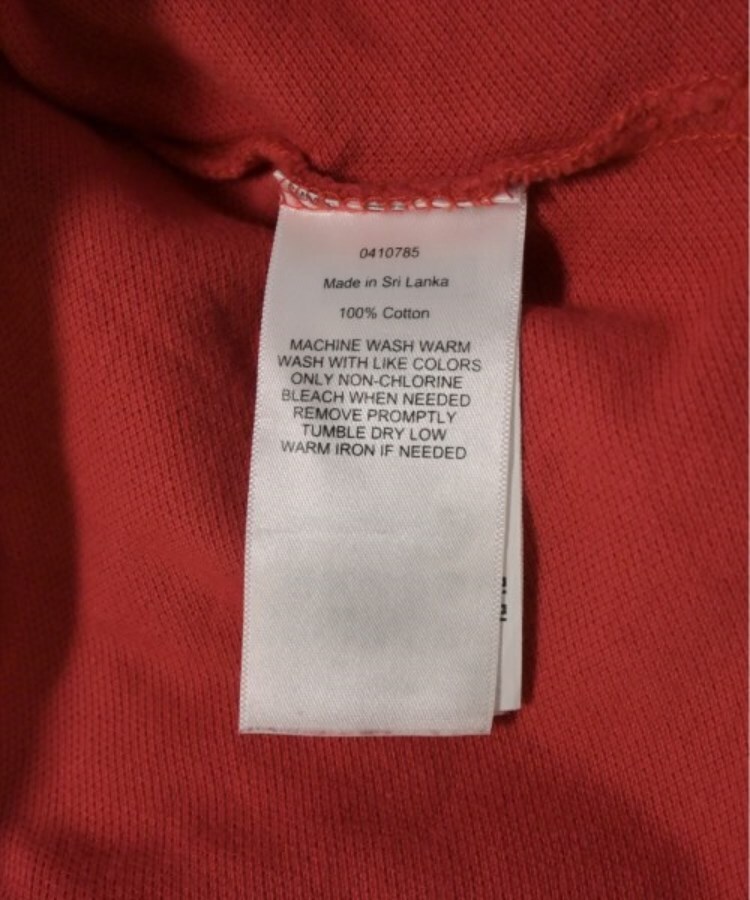 0410785
Made in Sri Lanka
100% Cotton
MACHINE WASH WARM
WASH WITH LIKE COLORS
ONLY NON-CHLORINE
BLEACH WHEN NEEDED
REMOVE PROMPTLY
TUMBLE DRY LOW
WARM IRON IF NEEDED